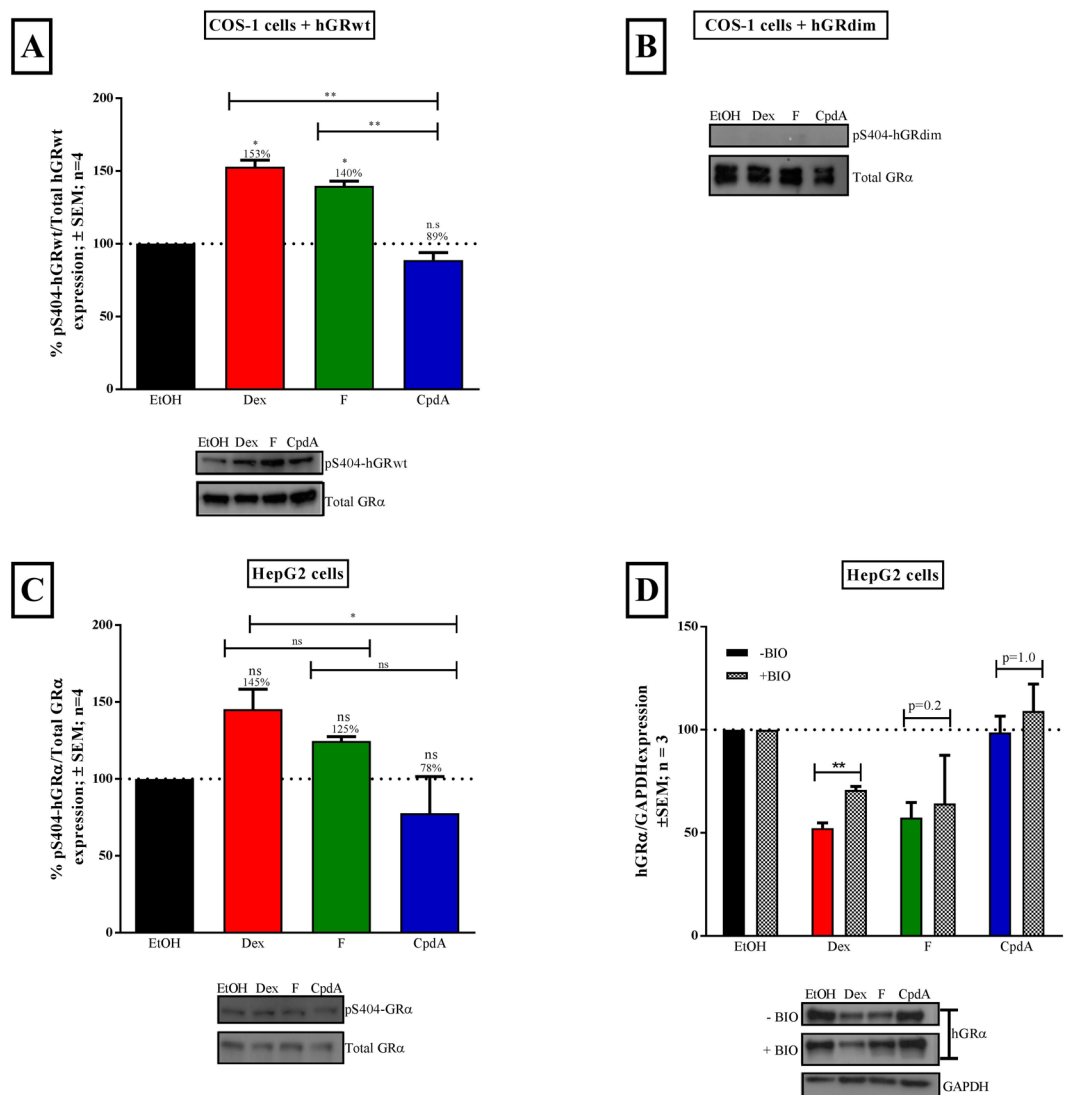 A
COS-1 cells + hGRwt
% pS404-hGRwt/Total hGRwt
expression; ± SEM; n=4
200
150
100
50
0
**
**
*
153%
*
140%
n.s
89%
EtOH Dex F CpdA
EtOH Dex F CpdA
pS404-hGRwt
Total GRα
B
COS-1 cells + hGRdim
EtOH Dex F CpdA
pS404-hGRdim
Total GRα
C
HepG2 cells
% pS404-hGRα/Total GRα
expression; ± SEM; n=4
200
150
100
50
0
*
ns
ns
ns
145%
ns
125%
ns
78%
EtOH Dex F CpdA
EtOH Dex F CpdA
pS404-GRα
Total GRα
D
HepG2 cells
hGRα/GAPDHexpression
±SEM; n = 3
150
100
50
0
-BIO
+BIO
**
p=0.2
p=1.0
EtOH Dex F CpdA
EtOH Dex F CpdA
- BIO
+ BIO
hGRα
GAPDH